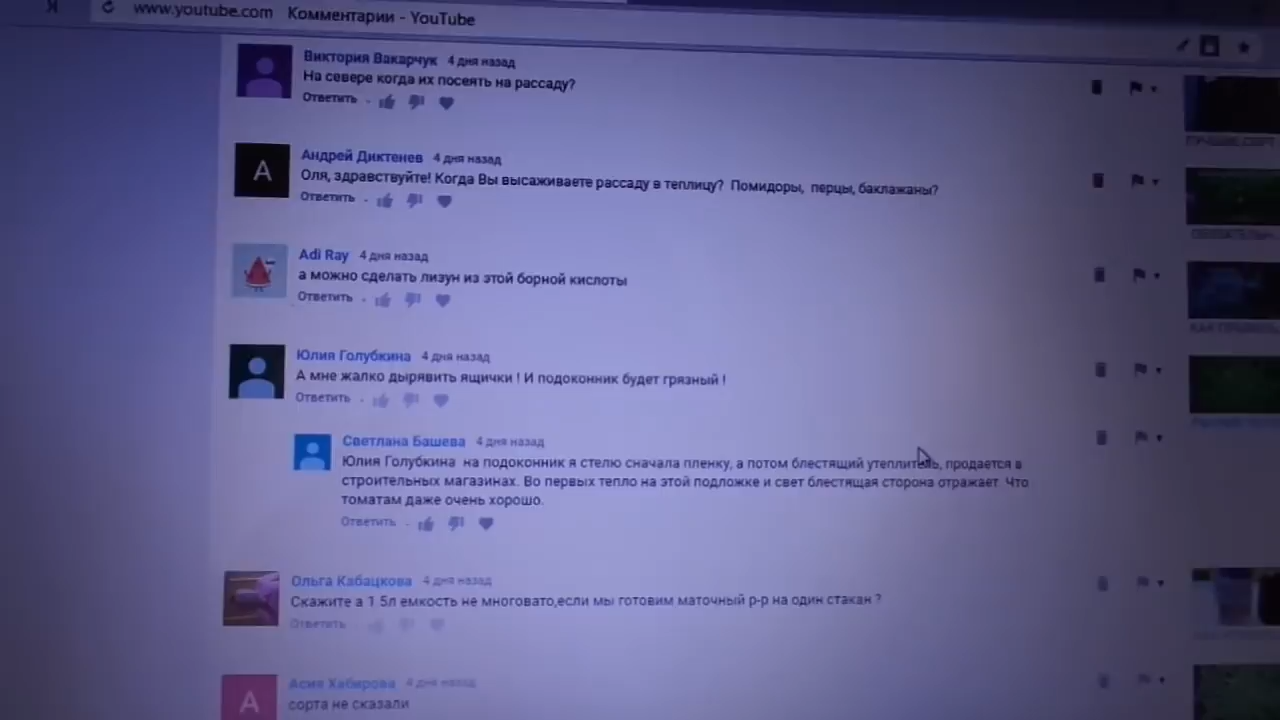 www.youtube.com Комментарии - YouTube
Виктория Вакарчук 4 дня назад
На севере когда их посеять на рассаду?
Ответить
А
Андрей Диктенев 4 дня назад
Оля, здравствуйте! Когда Вы высаживаете рассаду в теплицу? Помидоры, перцы, баклажаны?
Ответить
Adi Ray 4 дня назад
а можно сделать лизун из этой борной кислоты
Ответить
Юлия Голубкина 4 дня назад
А мне жалко дырявить ящички ! И подоконник будет грязный !
Ответить
Светлана Башева 4 дня назад
Юлия Голубкина на подоконник я стелю сначала пленку, а потом блестящий утеплитель, продается в
строительных магазинах. Во первых тепло на этой подложке и свет блестящая сторона отражает. Что
томатам даже очень хорошо.
Ответить
Ольга Кабацкова 4 дня назад
Скажите а 1 5л емкость не многовато,если мы готовим маточный р-р на один стакан ?
Ответить
А
Асия Хабирова 4 дня назад
сорта не сказали